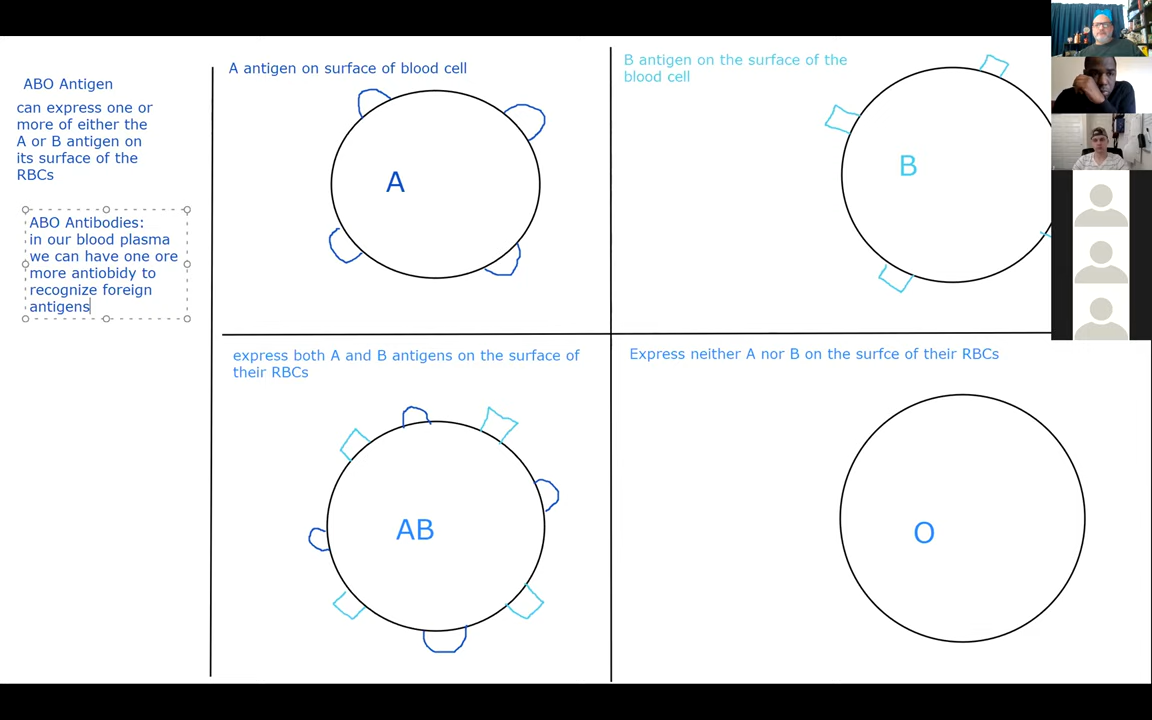 ABO Antigen
can express one or
more of either the
A or B antigen on
its surface of the
RBCs
ABO Antibodies:
in our blood plasma
we can have one ore
more antiobidy to
recognize foreign
antigens
A antigen on surface of blood cell
A
B antigen on the surface of the
blood cell
B
express both A and B antigens on the surface of
their RBCs
AB
Express neither A nor B on the surfce of their RBCs
O